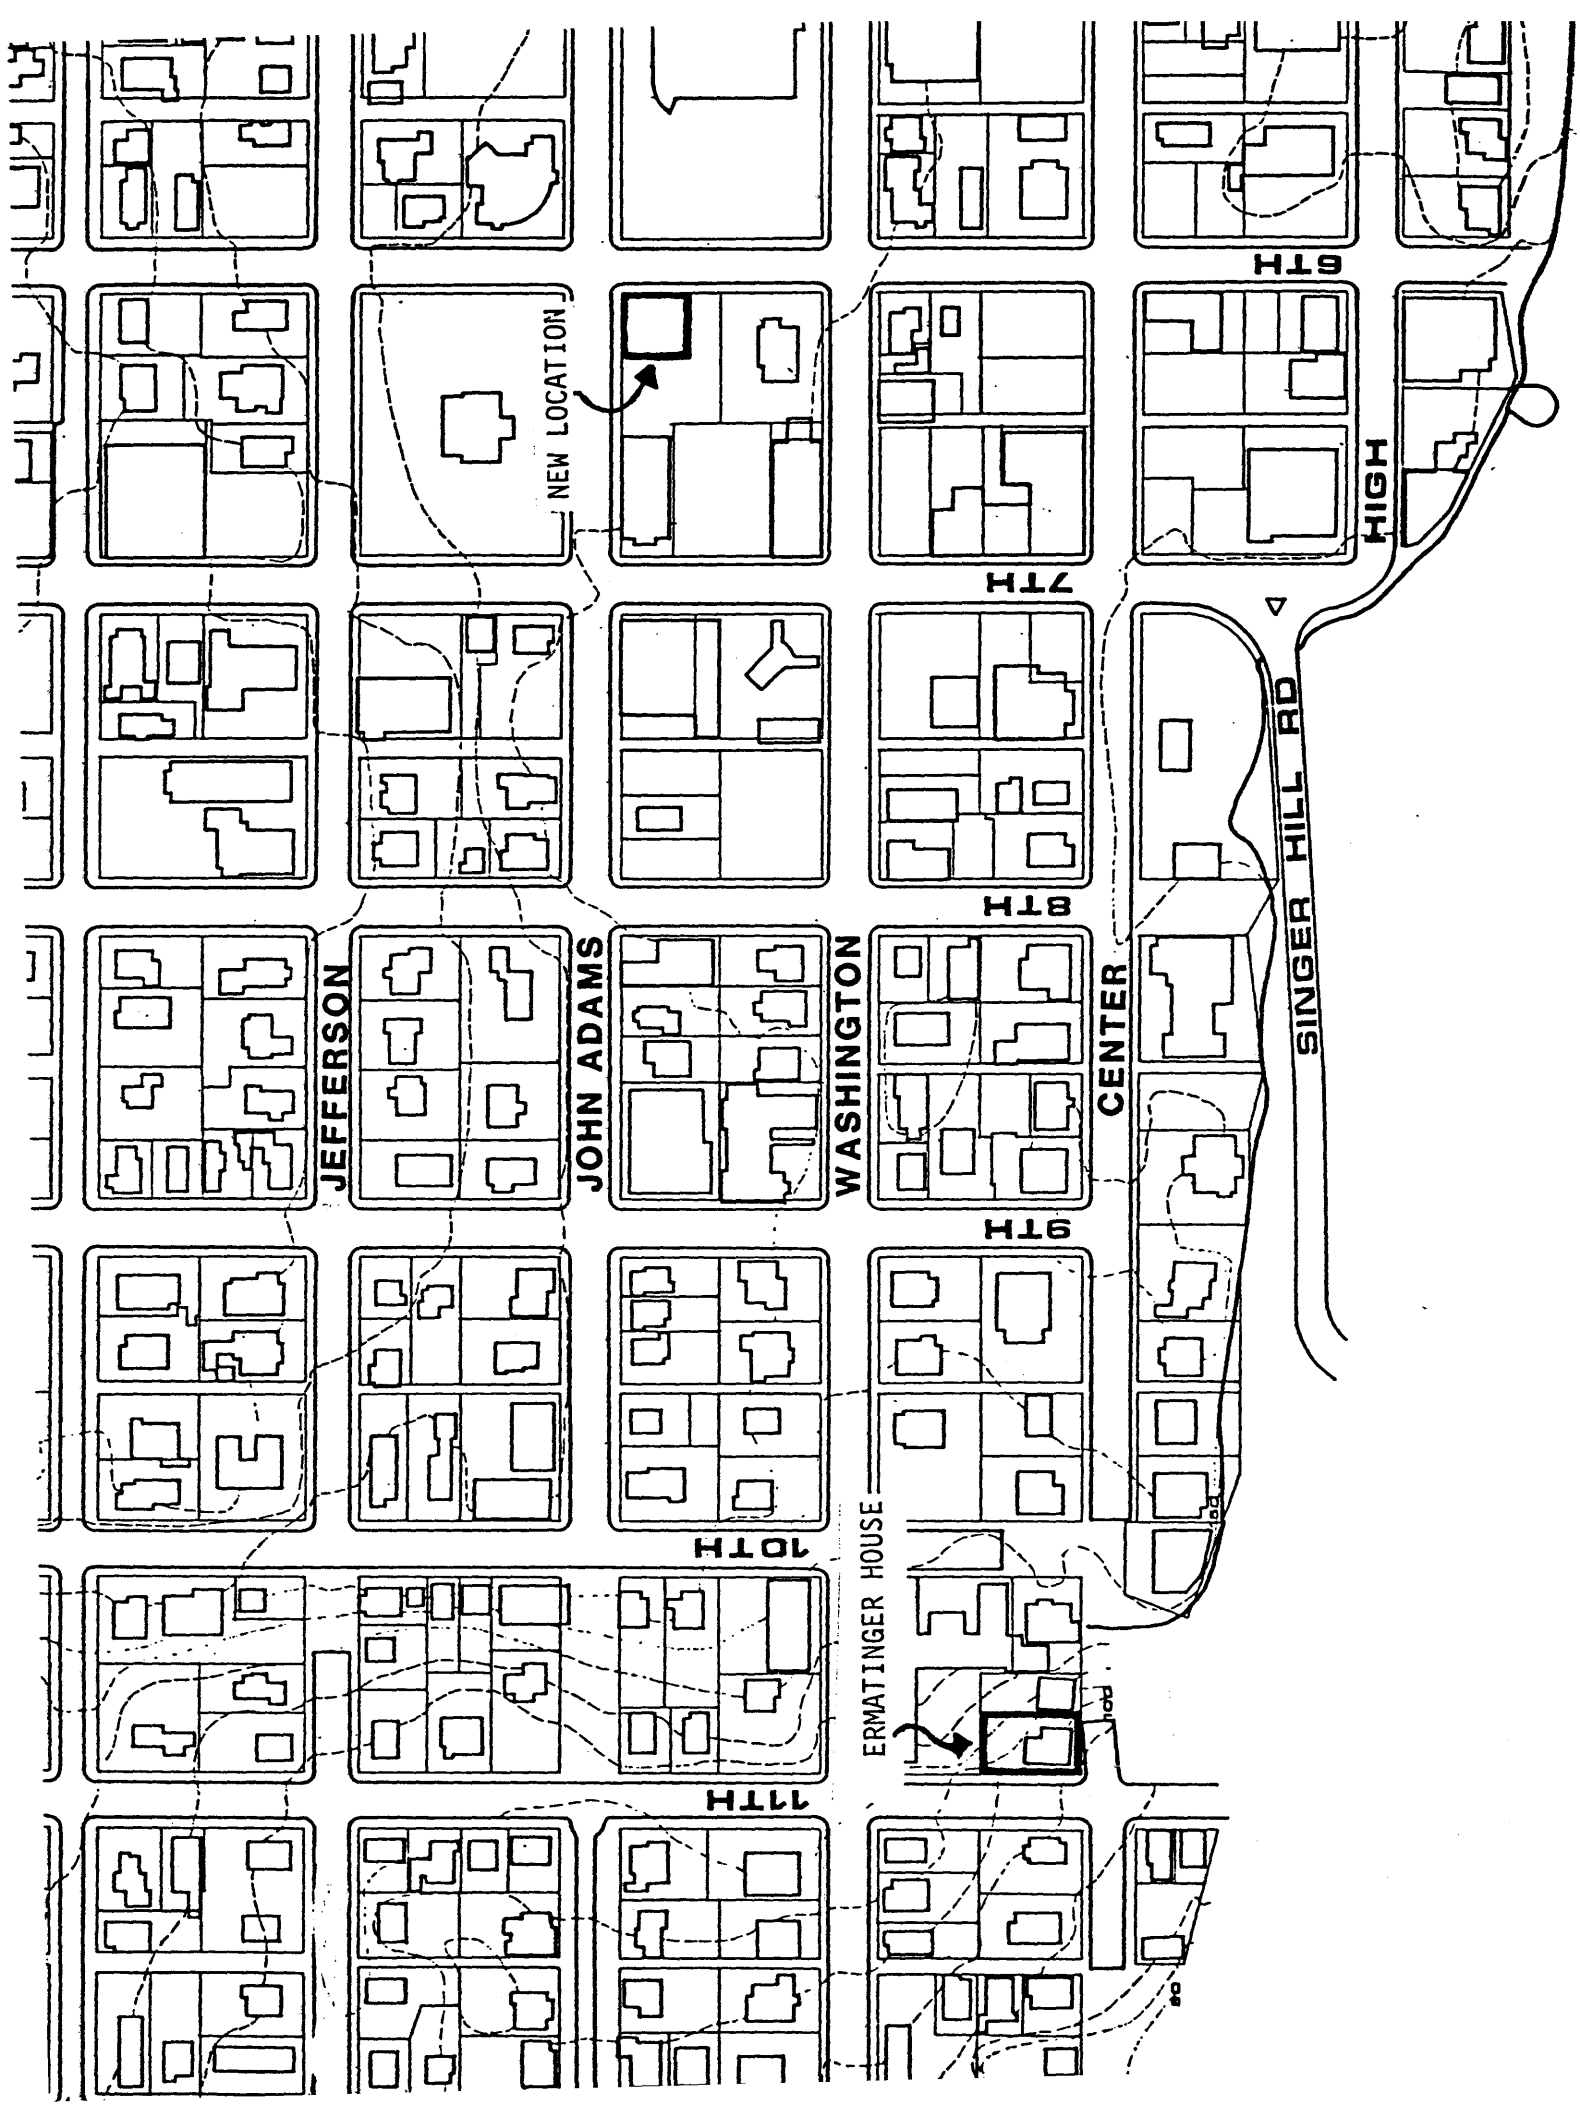 6TH
NEW LOCATION
HIGH
7TH
SINGER HILL RD
8TH
JEFFERSON
JOHN ADAMS
WASHINGTON
CENTER
9TH
ERMATINGER HOUSE
10TH
11TH